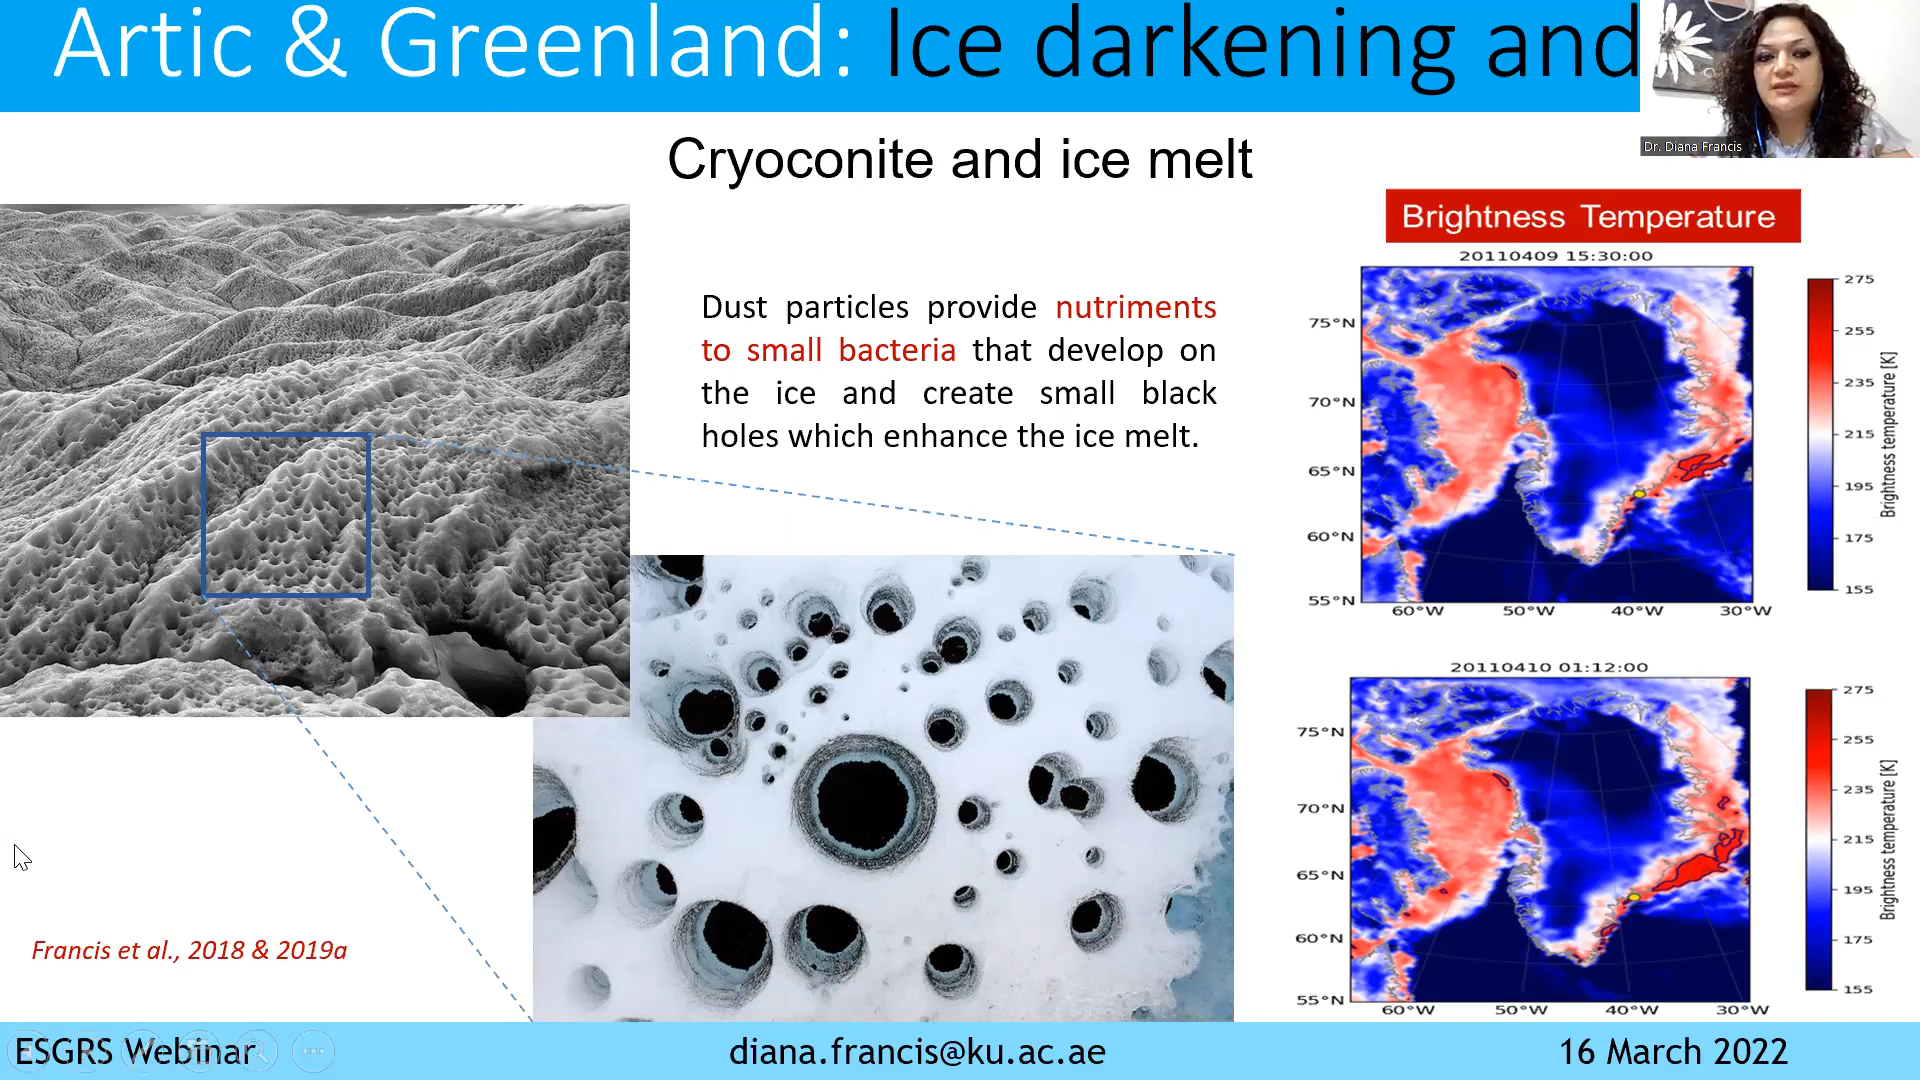 Artic & Greenland: Ice darkening and
Dr. Diana Francis
Cryoconite and ice melt
Dust particles provide nutriments
to small bacteria that develop on
the ice and create small black
holes which enhance the ice melt.
Brightness Temperature
20110409 15:30:00
75°N
70°N
65°N
60°N
55°N
60°W 50°W 40°W 30°W
275
255
235
215
195
175
155
Brightness temperature [K]
20110410 01:12:00
75°N
70°N
65°N
60°N
55°N
60°W 50°W 40°W 30°W
275
255
235
215
195
175
155
Brightness temperature [K]
Francis et al., 2018 & 2019a
ESGRS Webinar
diana.francis@ku.ac.ae
16 March 2022